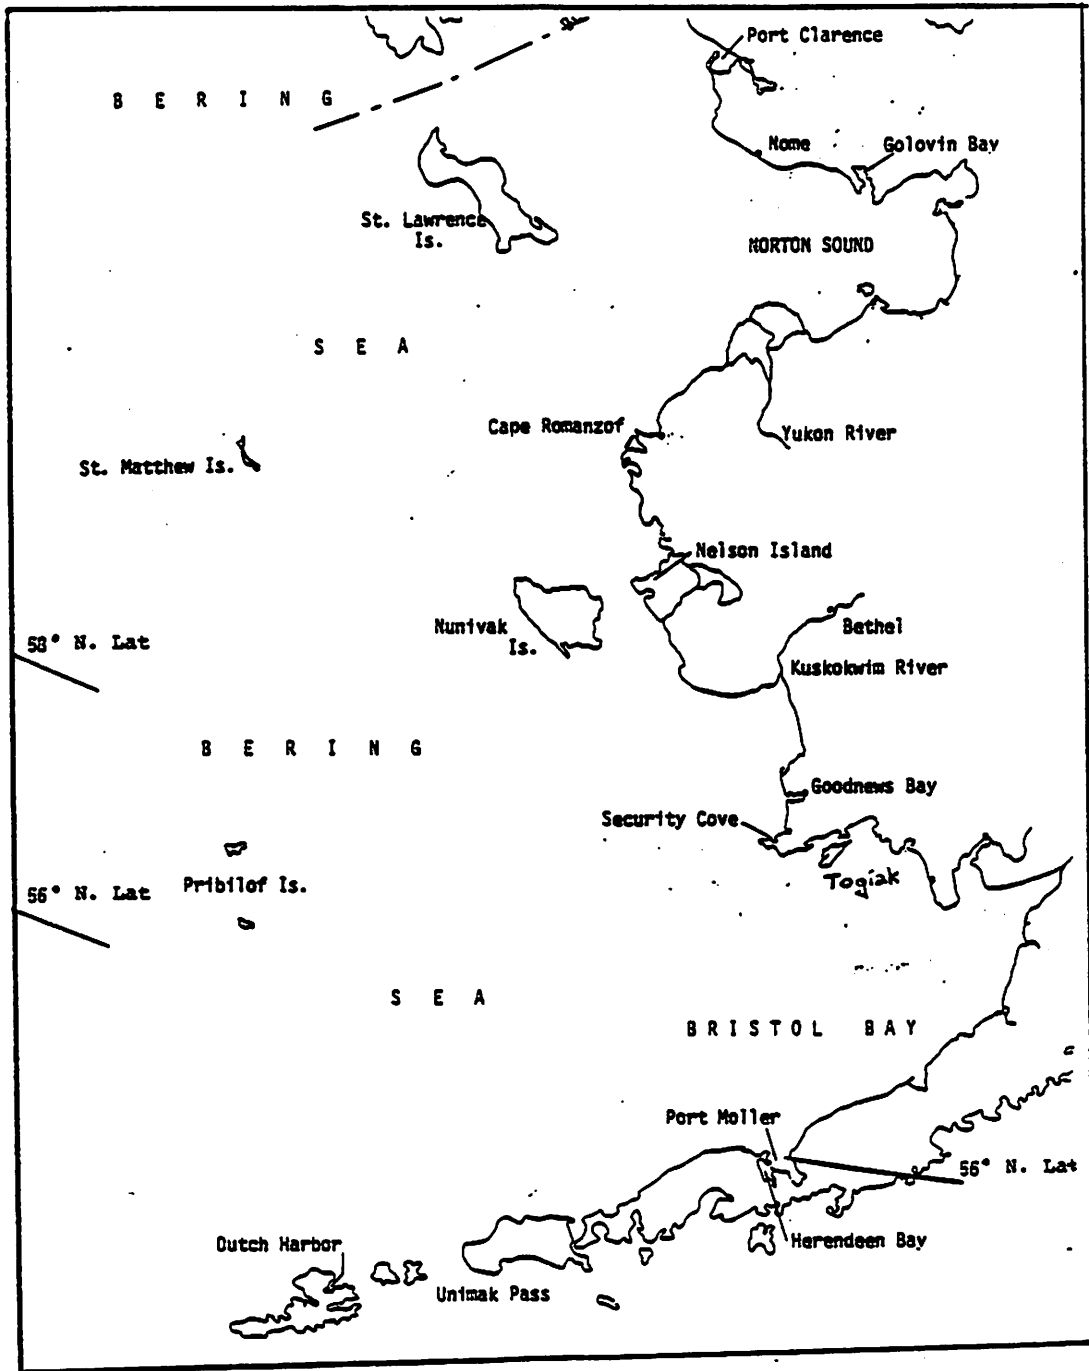 Port Clarence
B E R I N G
Nome
Golovin Bay
St. Lawrence
Is.
NORTON SOUND
S E A
Cape Romanzof
Yukon River
St. Matthew Is.
Nelson Island
Nunivak
Is.
Bethel
58° N. Lat
Kuskokwim River
B E R I N G
Goodnews Bay
Security Cove
Togiak
56° N. Lat
Pribilof Is.
S E A
BRISTOL BAY
Port Moller
56° N. Lat
Dutch Harbor
Herendeen Bay
Unimak Pass